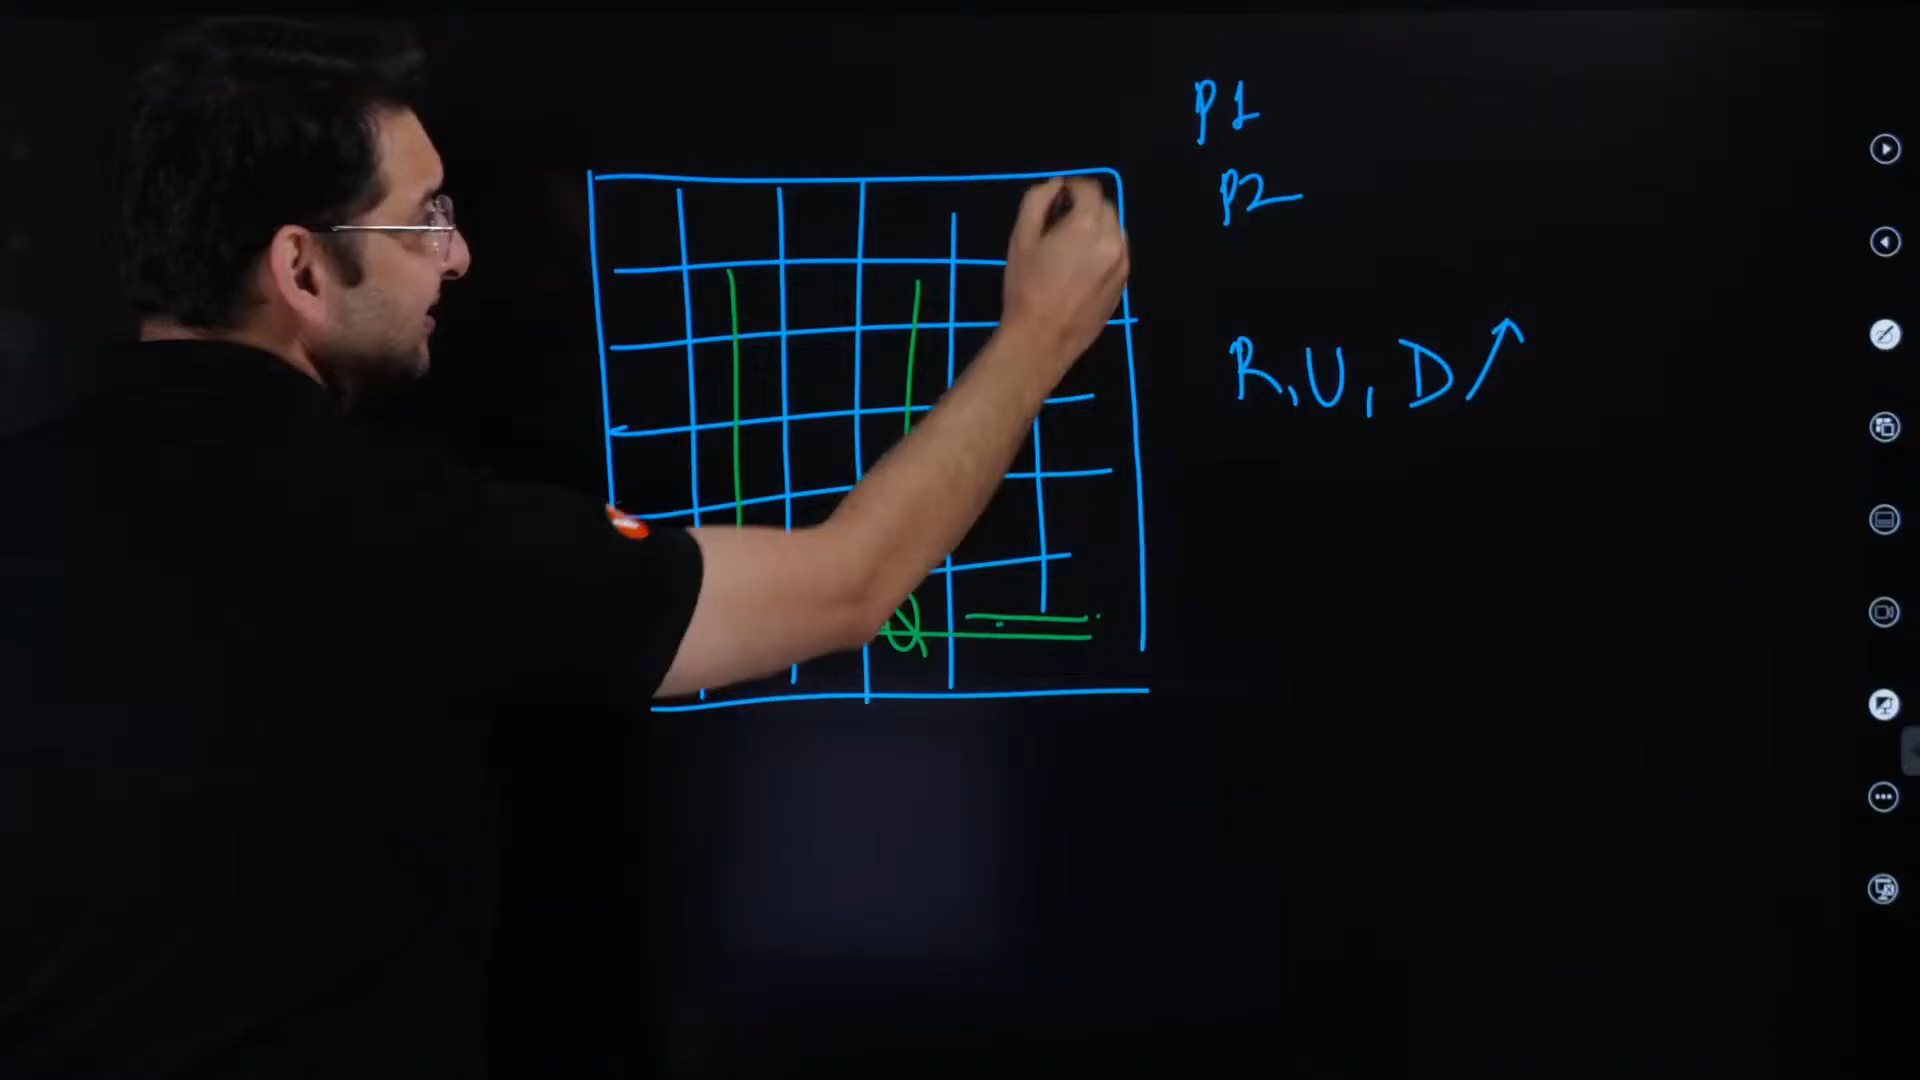 P1
P2
R, U, D ↗
Q